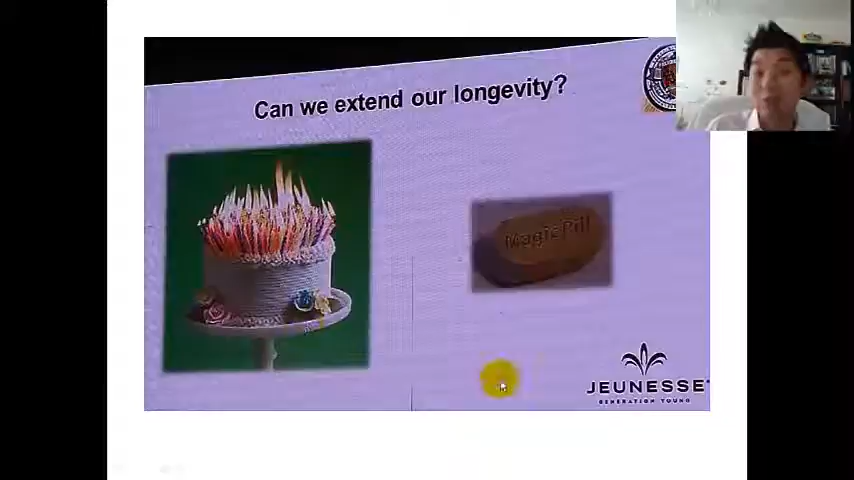 Can we extend our longevity?
MagicPill
JEUNESSE
GENERATION YOUNG